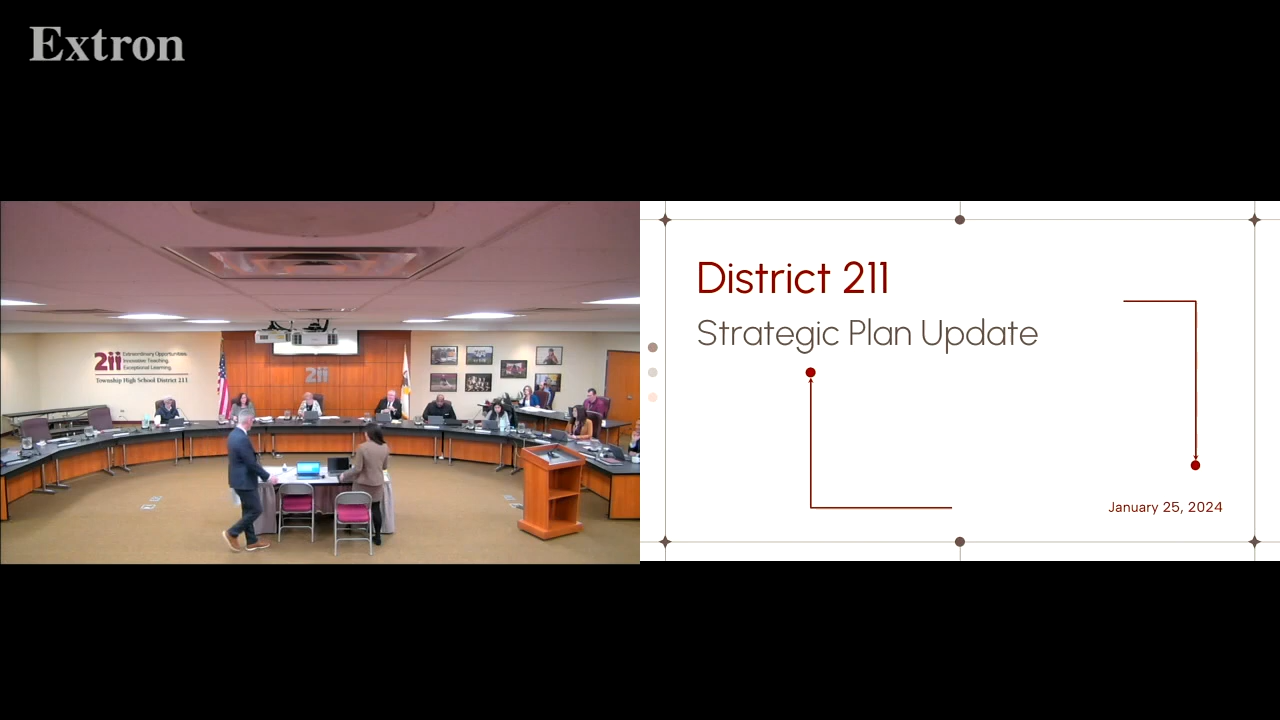 Extron
211 Extraordinary Opportunities.
Innovative Teaching.
Exceptional Learning.
Township High School District 211
211
District 211
Strategic Plan Update
January 25, 2024